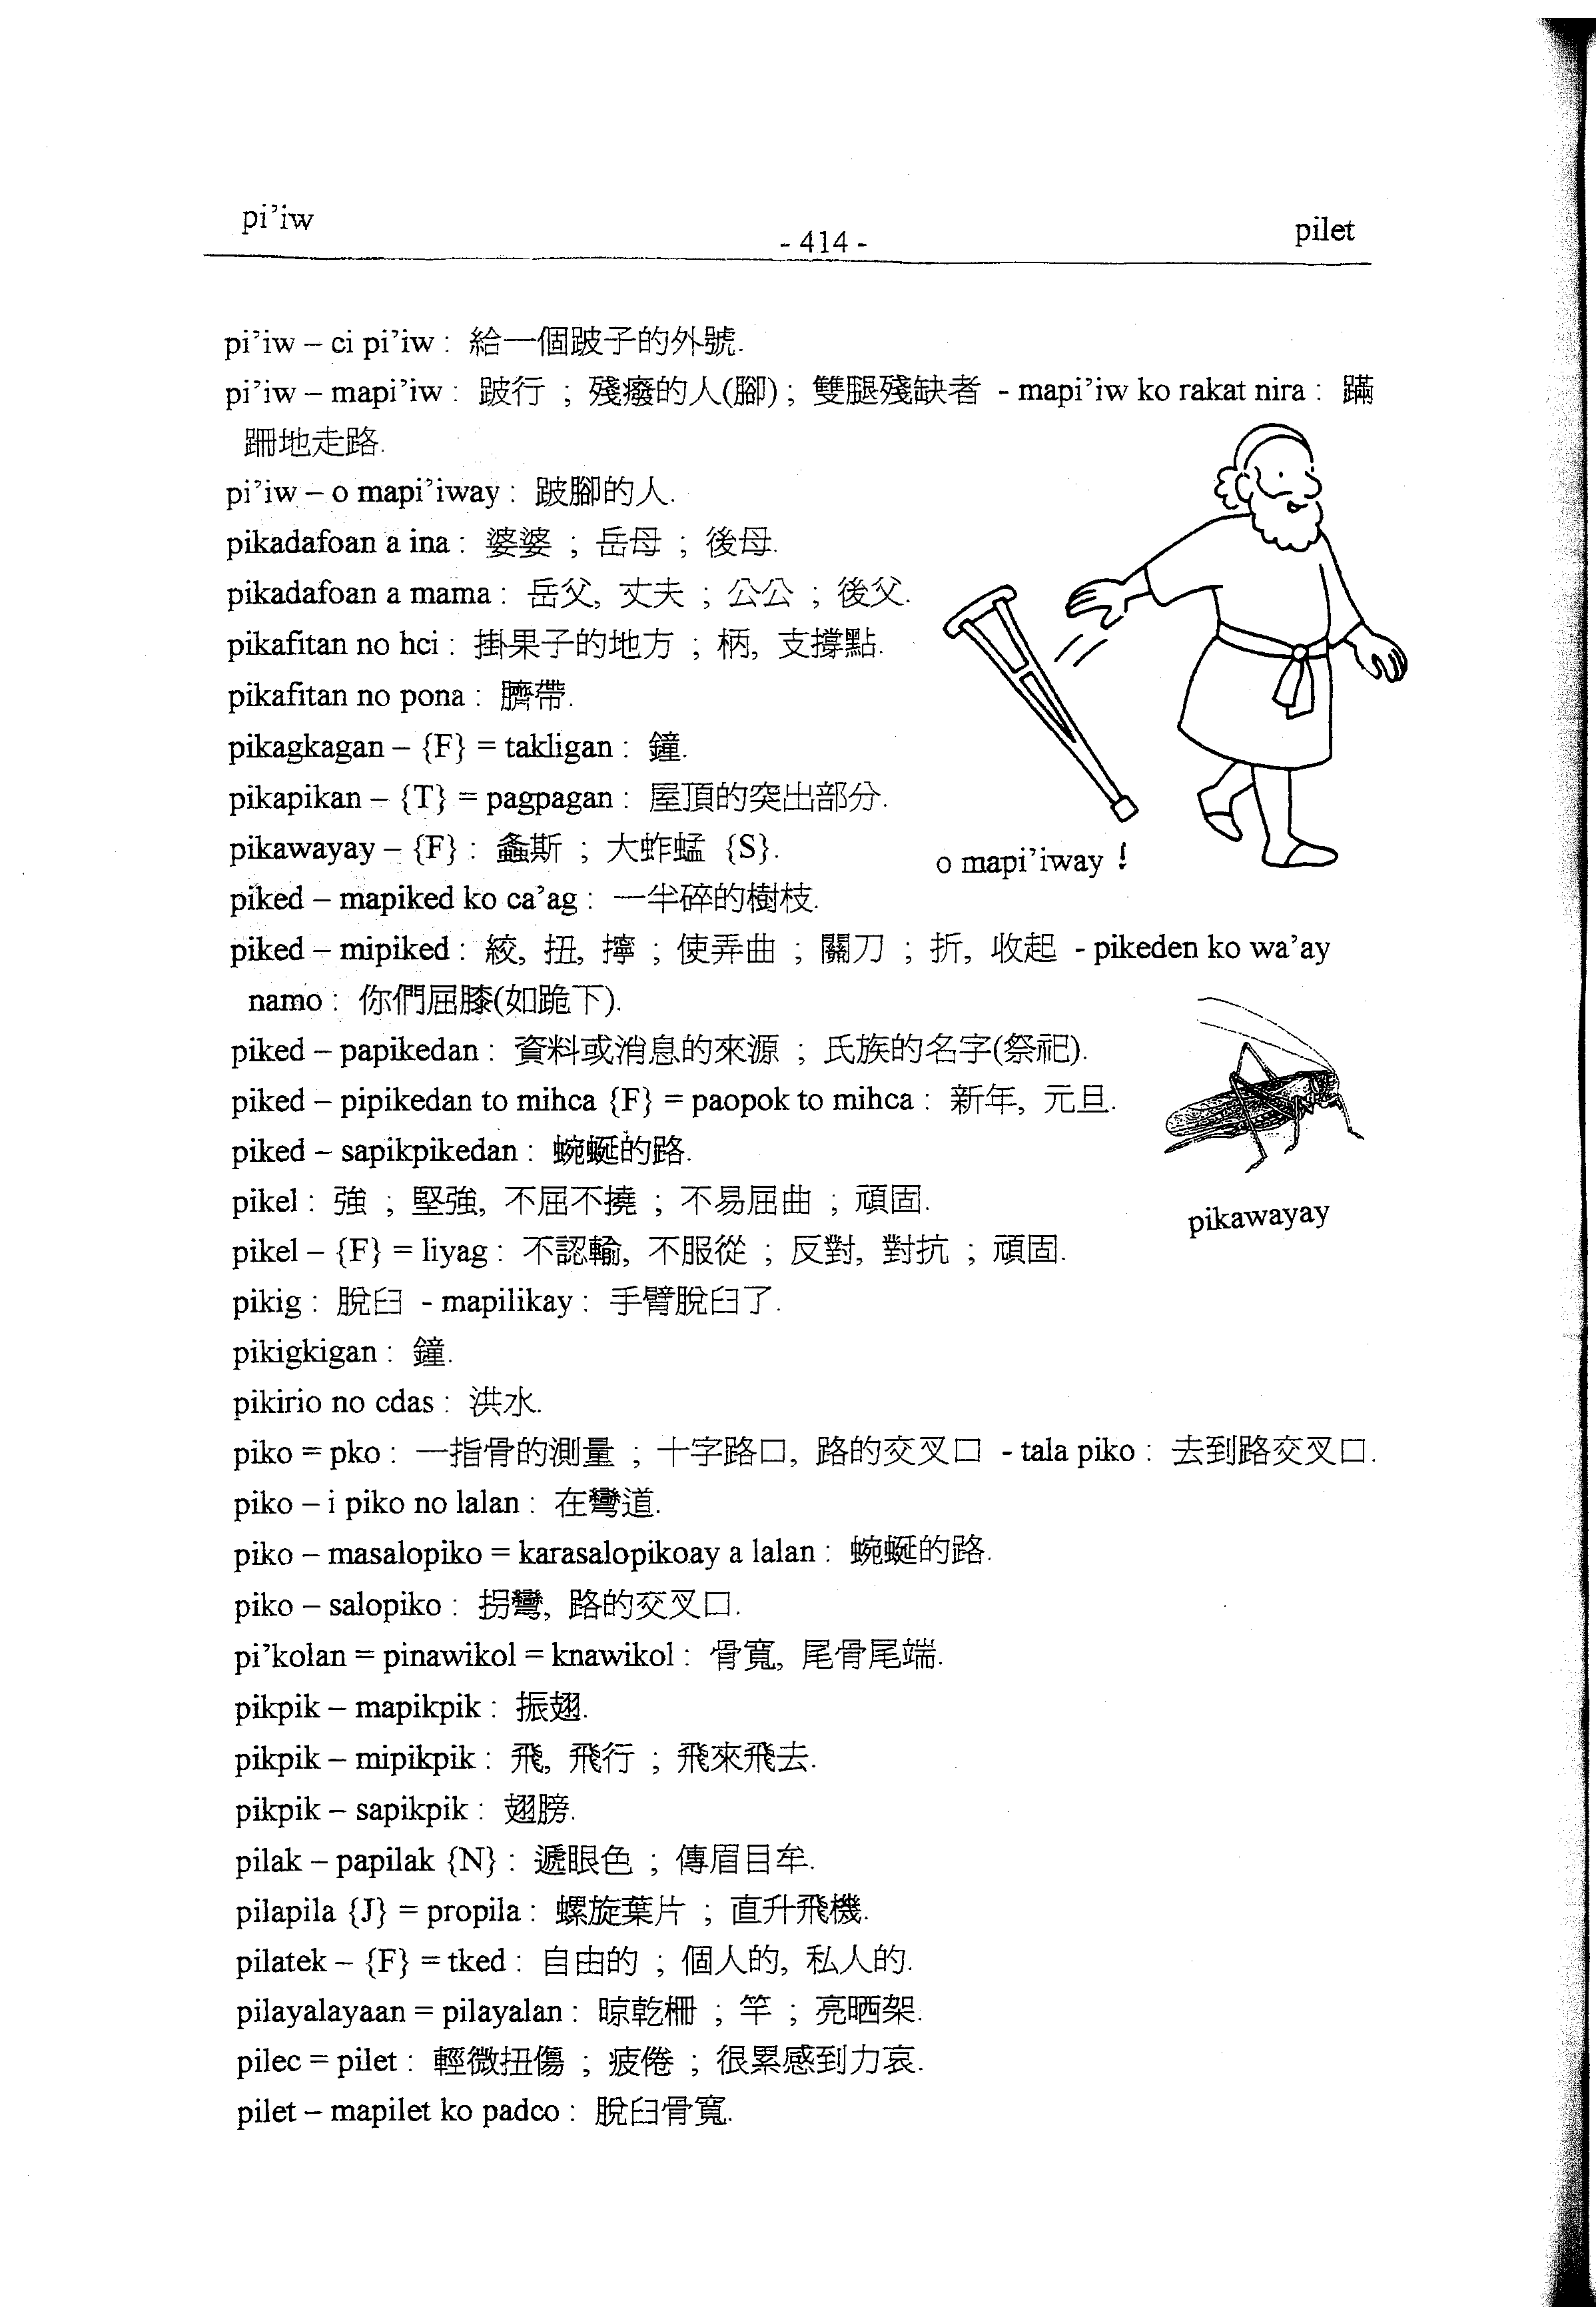 pi’iw
- 414 -
pilet
pi’iw – ci pi’iw : 給一個跛子的外號.
pi’iw – mapi’iw : 跛行 ; 殘癈的人(腳) ; 雙腿殘缺者 - mapi’iw ko rakat nira : 蹣
跚地走路.
pi’iw – o mapi’iway : 跛腳的人.
pikadafoan a ina : 婆婆 ; 岳母 ; 後母.
pikadafoan a mama : 岳父, 丈夫 ; 公公 ; 後父.
pikafitan no hci : 掛果子的地方 ; 柄, 支撐點.
pikafitan no pona : 臍帶.
pikagkagan – {F} = takligan : 鐘.
pikapikan – {T} = pagpagan : 屋頂的突出部分.
pikawayay – {F} : 螽斯 ; 大蚱蜢 {S}.
o mapi’iway !
piked – mapiked ko ca’ag : 一半碎的樹枝.
piked – mipiked : 絞, 扭, 擰 ; 使弄曲 ; 關刀 ; 折, 收起 - pikeden ko wa’ay
namo : 你們屈膝(如跪下).
piked – papikedan : 資料或消息的來源 ; 氏族的名字(祭祀).
piked – pipikedan to mihca {F} = paopok to mihca : 新年, 元旦.
piked – sapikpikedan : 蜿蜒的路.
pikel : 強 ; 堅強, 不屈不撓 ; 不易屈曲 ; 頑固.
pikawayay
pikel – {F} = liyag : 不認輸, 不服從 ; 反對, 對抗 ; 頑固.
pikig : 脫臼 - mapilikay : 手臂脫臼了.
pikigkigan : 鐘.
pikirio no cdas : 洪水.
piko = pko : 一指骨的測量 ; 十字路口, 路的交叉口 - tala piko : 去到路交叉口.
piko – i piko no lalan : 在彎道.
piko – masalopiko = karasalopikoay a lalan : 蜿蜒的路.
piko – salopiko : 拐彎, 路的交叉口.
pi’kolan = pinawikol = knawikol : 骨寬, 尾骨尾端.
pikpik – mapikpik : 振翅.
pikpik – mipikpik : 飛, 飛行 ; 飛來飛去.
pikpik – sapikpik : 翅膀.
pilak – papilak {N} : 遞眼色 ; 傳眉目牟.
pilapila {J} = propila : 螺旋葉片 ; 直升飛機.
pilatek – {F} = tked : 自由的 ; 個人的, 私人的.
pilayalayaan = pilayalan : 晾乾柵 ; 竿 ; 亮晒架.
pilec = pilet : 輕微扭傷 ; 疲倦 ; 很累感到力哀.
pilet – mapilet ko padco : 脫臼骨寬.